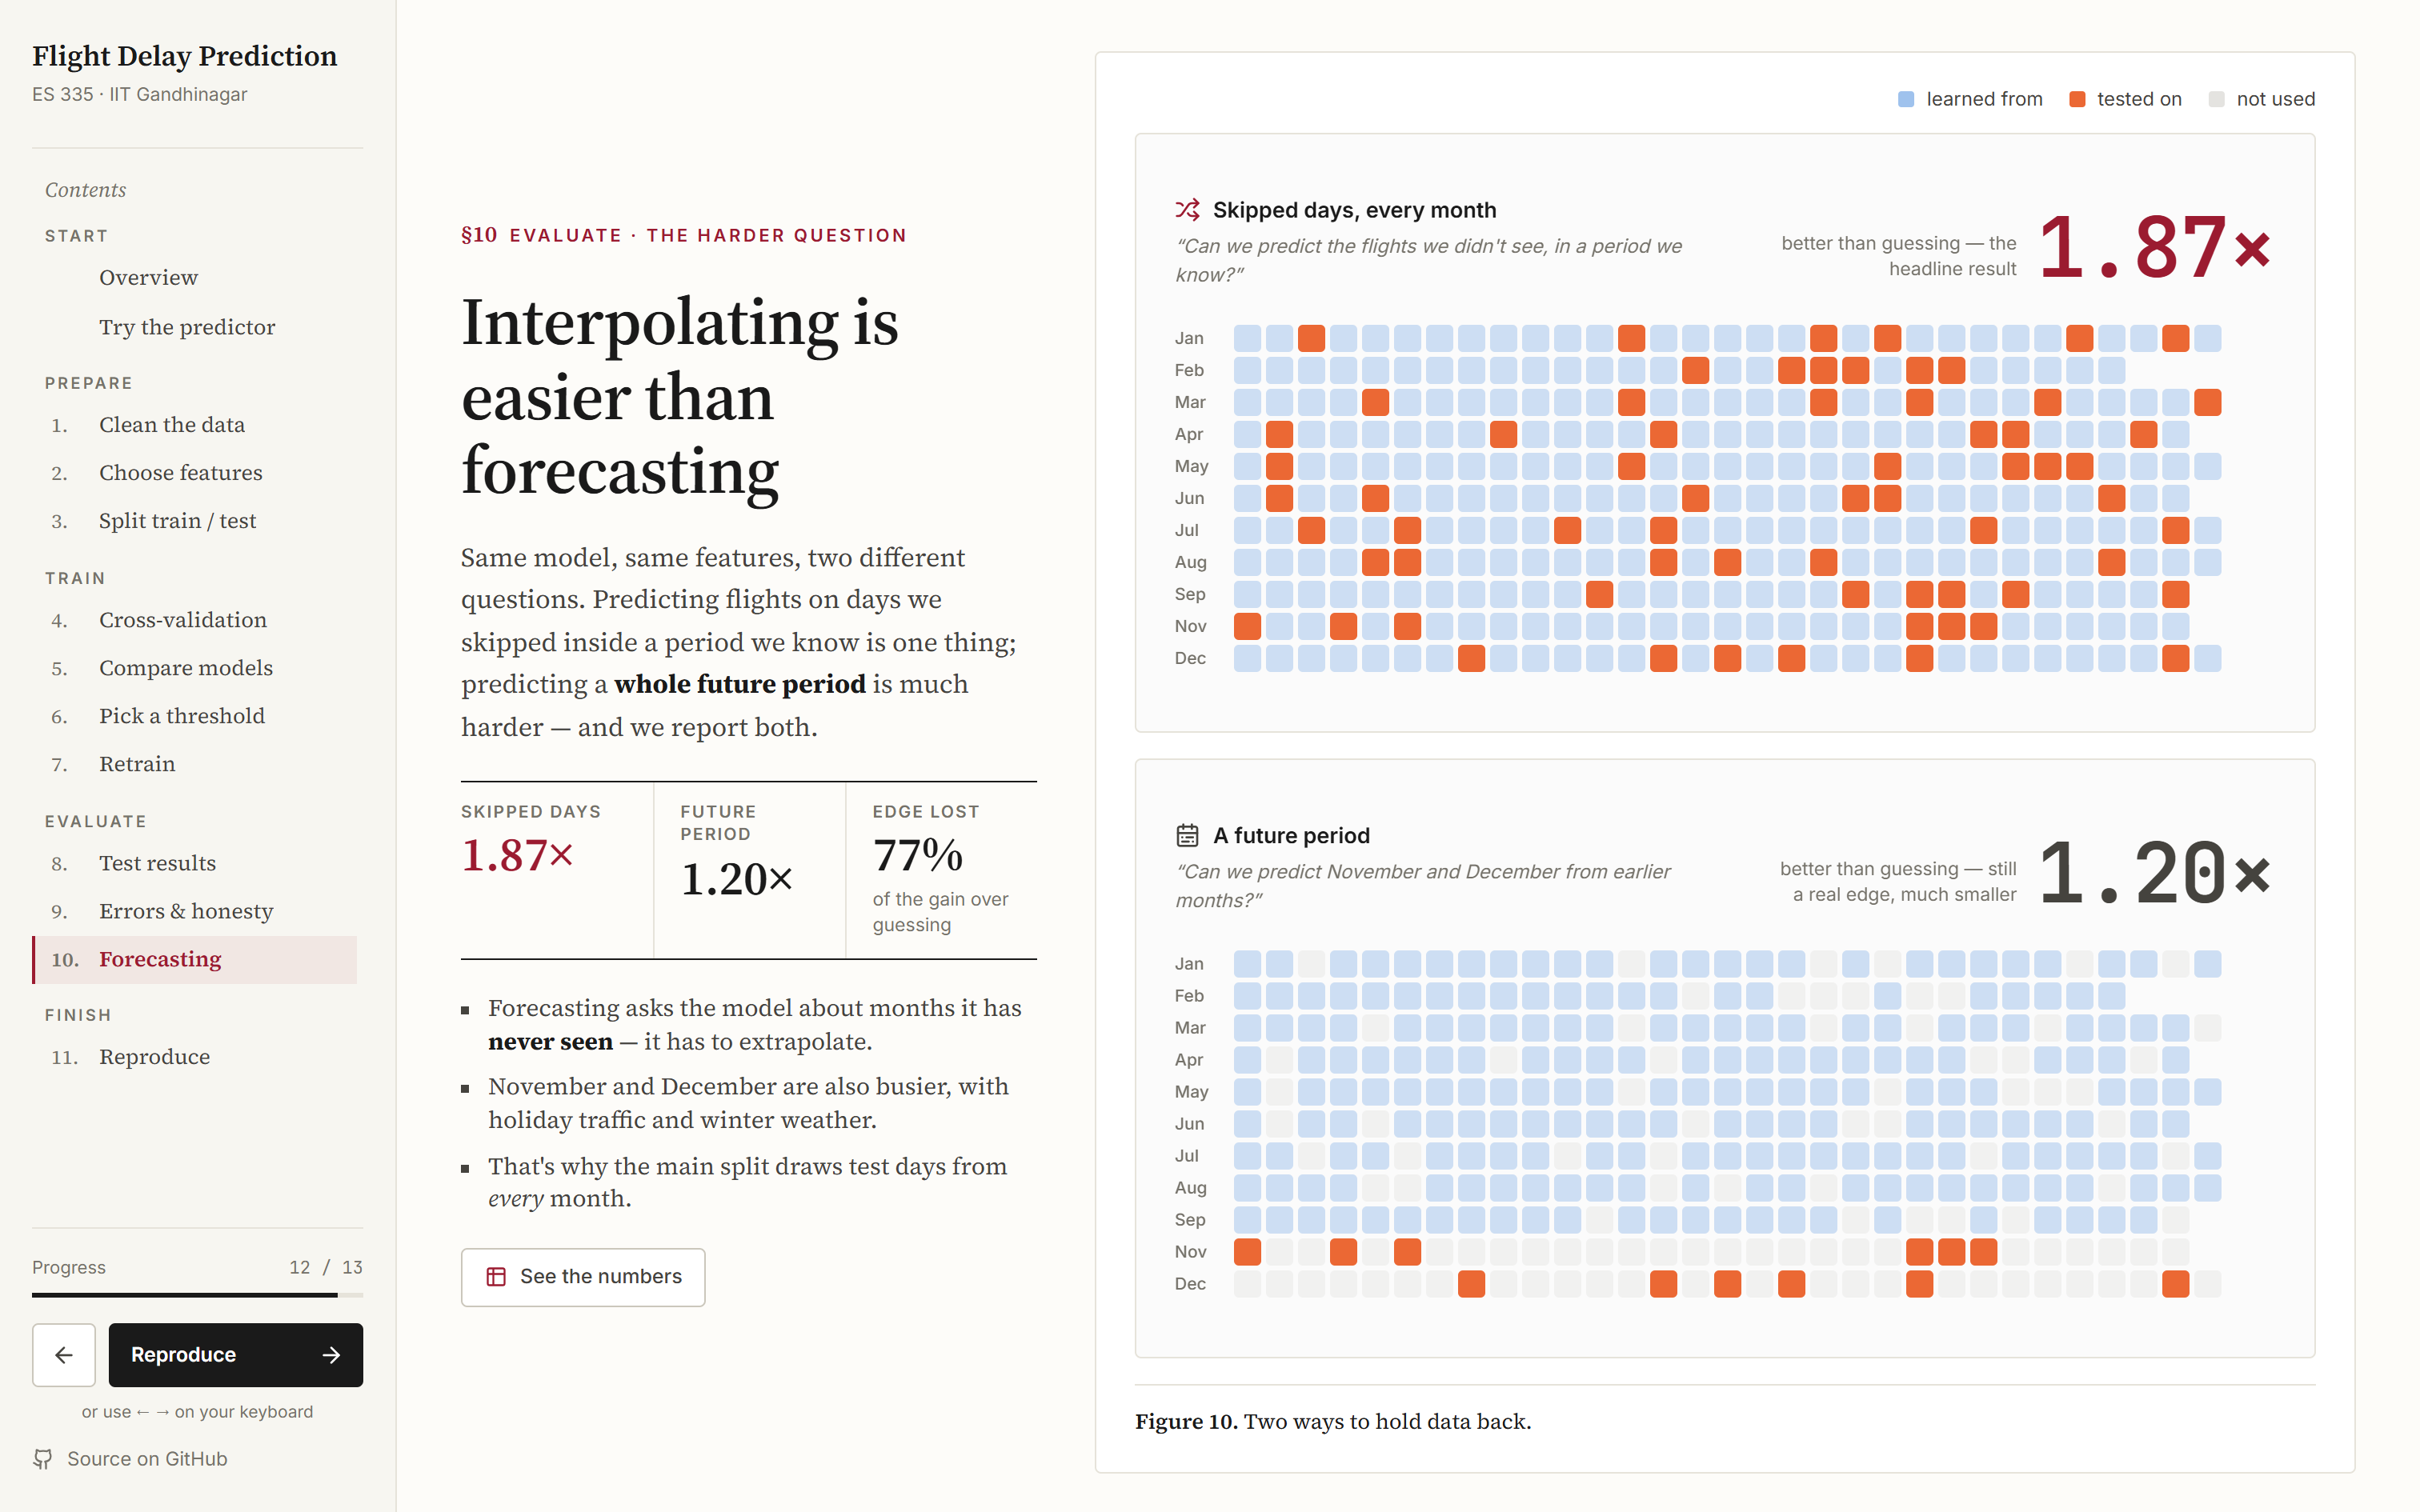 Flight Delay Prediction
ES 335 · IIT Gandhinagar
Contents
START
Overview
Try the predictor
PREPARE
1. Clean the data
2. Choose features
3. Split train / test
TRAIN
4. Cross-validation
5. Compare models
6. Pick a threshold
7. Retrain
EVALUATE
8. Test results
9. Errors & honesty
10. Forecasting
FINISH
11. Reproduce
Progress 12 / 13
← Reproduce →
or use ← → on your keyboard
Source on GitHub
§10 EVALUATE · THE HARDER QUESTION
Interpolating is
easier than
forecasting
Same model, same features, two different
questions. Predicting flights on days we
skipped inside a period we know is one thing;
predicting a whole future period is much
harder — and we report both.
SKIPPED DAYS
1.87×
FUTURE
PERIOD
1.20×
EDGE LOST
77%
of the gain over
guessing
Forecasting asks the model about months it has
never seen — it has to extrapolate.
November and December are also busier, with
holiday traffic and winter weather.
That's why the main split draws test days from
every month.
See the numbers
learned from tested on not used
Skipped days, every month
“Can we predict the flights we didn't see, in a period we
know?”
better than guessing — the
headline result
1.87×
Jan
Feb
Mar
Apr
May
Jun
Jul
Aug
Sep
Nov
Dec
A future period
“Can we predict November and December from earlier
months?”
better than guessing — still
a real edge, much smaller
1.20×
Jan
Feb
Mar
Apr
May
Jun
Jul
Aug
Sep
Nov
Dec
Figure 10. Two ways to hold data back.